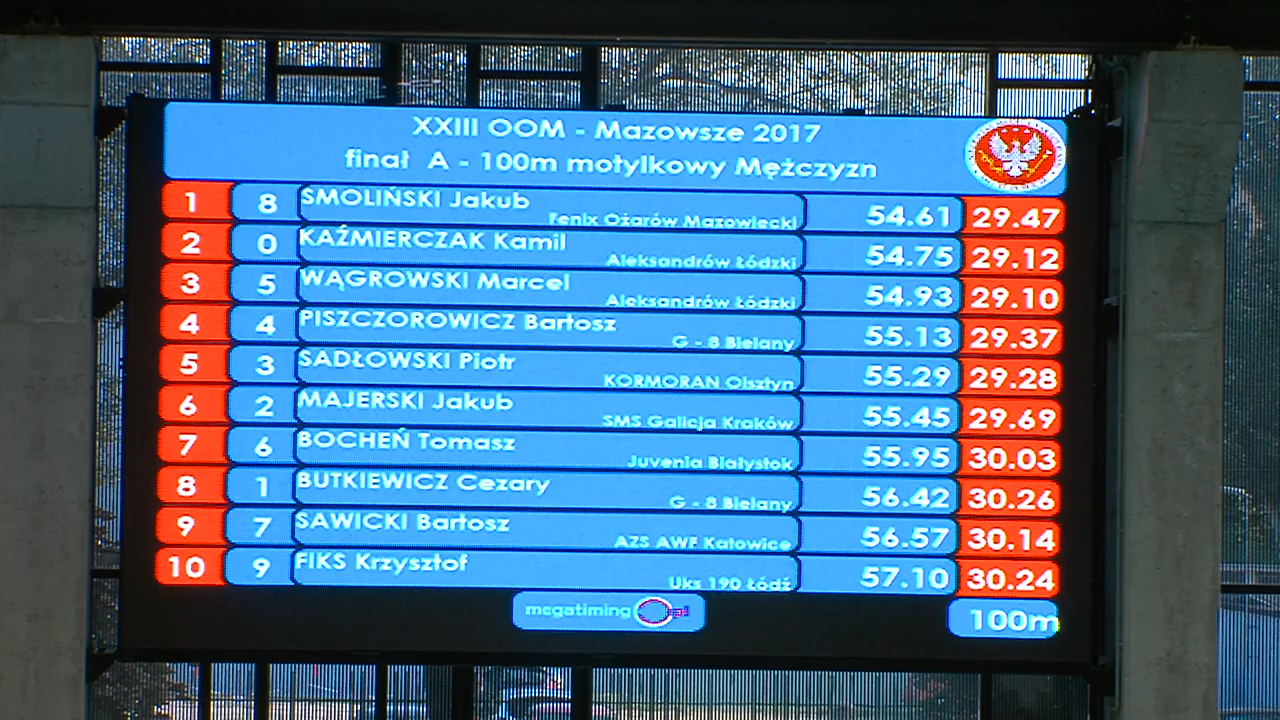 XXIII OOM - Mazowsze 2017
finał A - 100m motylkowy Mężczyzn
1 8 SMOLIŃSKI Jakub Fenix Ożarów Mazowiecki 54.61 29.47
2 0 KAŹMIERCZAK Kamil Aleksandrów Łódzki 54.75 29.12
3 5 WĄGROWSKI Marcel Aleksandrów Łódzki 54.93 29.10
4 4 PISZCZOROWICZ Bartosz G - 8 Bielany 55.13 29.37
5 3 SADŁOWSKI Piotr KORMORAN Olsztyn 55.29 29.28
6 2 MAJERSKI Jakub SMS Galicja Kraków 55.45 29.69
7 6 BOCHEŃ Tomasz Juvenia Białystok 55.95 30.03
8 1 BUTKIEWICZ Cezary G - 8 Bielany 56.42 30.26
9 7 SAWICKI Bartosz AZS AWF Katowice 56.57 30.14
10 9 FIKS Krzysztof Uks 190 Łódź 57.10 30.24
megatiming
100m